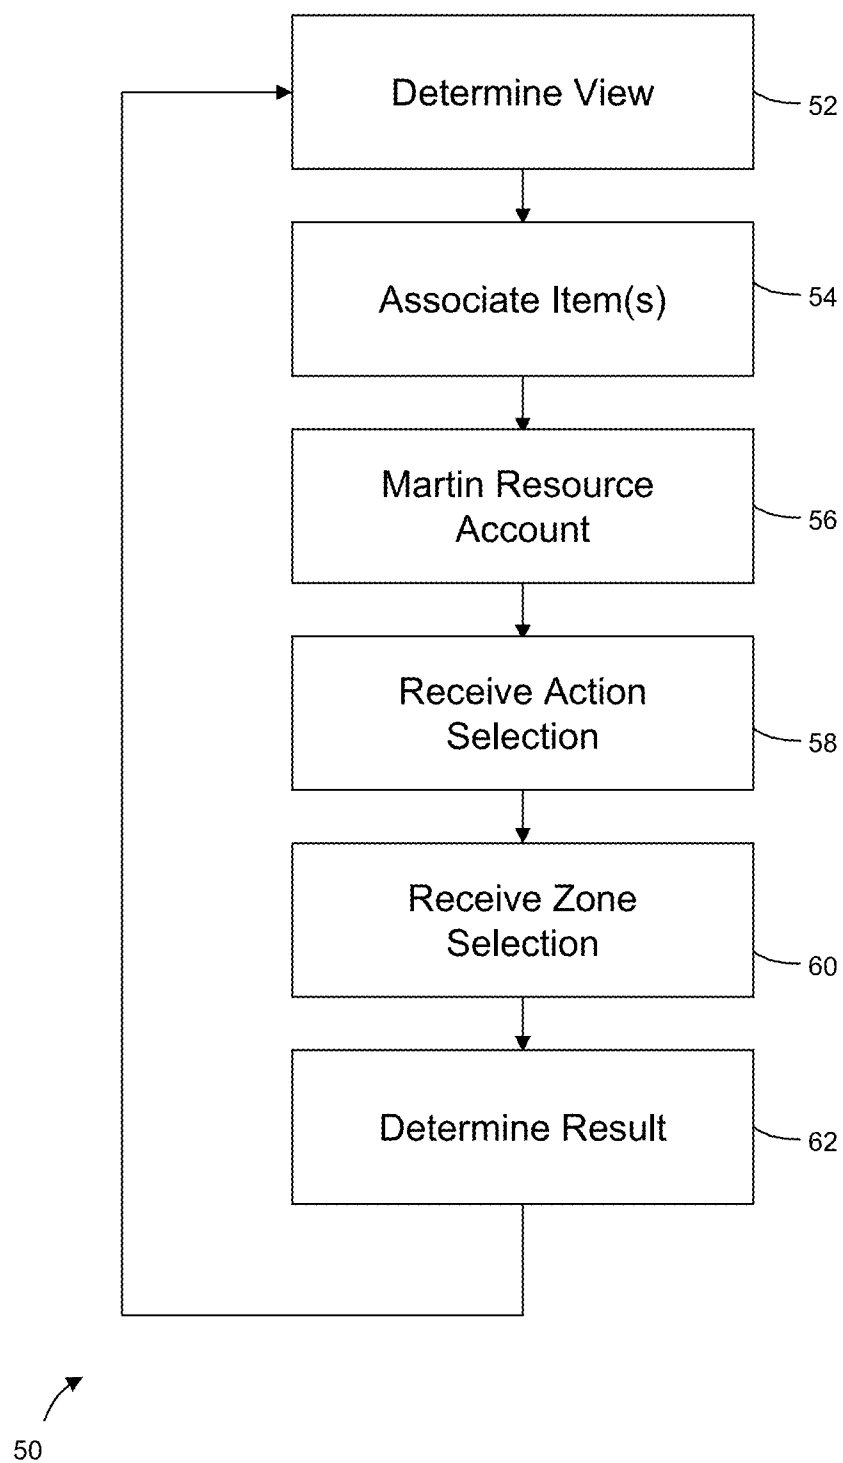 Determine View
52
Associate Item(s)
54
Martin Resource
Account
56
Receive Action
Selection
58
Receive Zone
Selection
60
Determine Result
62
50